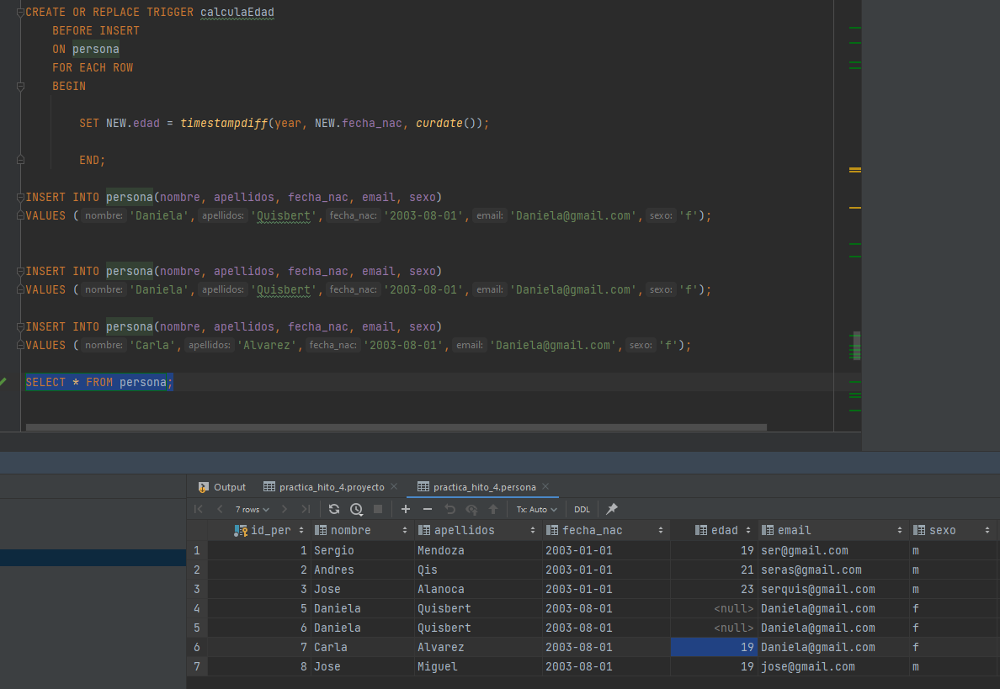 CREATE OR REPLACE TRIGGER calculaEdad
BEFORE INSERT
ON persona
FOR EACH ROW
BEGIN
SET NEW.edad = timestampdiff(year, NEW.fecha_nac, curdate());
END;
INSERT INTO persona(nombre, apellidos, fecha_nac, email, sexo)
VALUES ( nombre: 'Daniela', apellidos: 'Quisbert', fecha_nac: '2003-08-01', email: 'Daniela@gmail.com', sexo: 'f');
INSERT INTO persona(nombre, apellidos, fecha_nac, email, sexo)
VALUES ( nombre: 'Daniela', apellidos: 'Quisbert', fecha_nac: '2003-08-01', email: 'Daniela@gmail.com', sexo: 'f');
INSERT INTO persona(nombre, apellidos, fecha_nac, email, sexo)
VALUES ( nombre: 'Carla', apellidos: 'Alvarez', fecha_nac: '2003-08-01', email: 'Daniela@gmail.com', sexo: 'f');
SELECT * FROM persona;
Output practica_hito_4.proyecto practica_hito_4.persona
7 rows Tx: Auto DDL
id_per nombre apellidos fecha_nac edad email sexo
1 1 Sergio Mendoza 2003-01-01 19 ser@gmail.com m
2 2 Andres Qis 2003-01-01 21 seras@gmail.com m
3 3 Jose Alanoca 2003-01-01 23 serquis@gmail.com m
4 5 Daniela Quisbert 2003-08-01 <null> Daniela@gmail.com f
5 6 Daniela Quisbert 2003-08-01 <null> Daniela@gmail.com f
6 7 Carla Alvarez 2003-08-01 19 Daniela@gmail.com f
7 8 Jose Miguel 2003-08-01 19 jose@gmail.com m